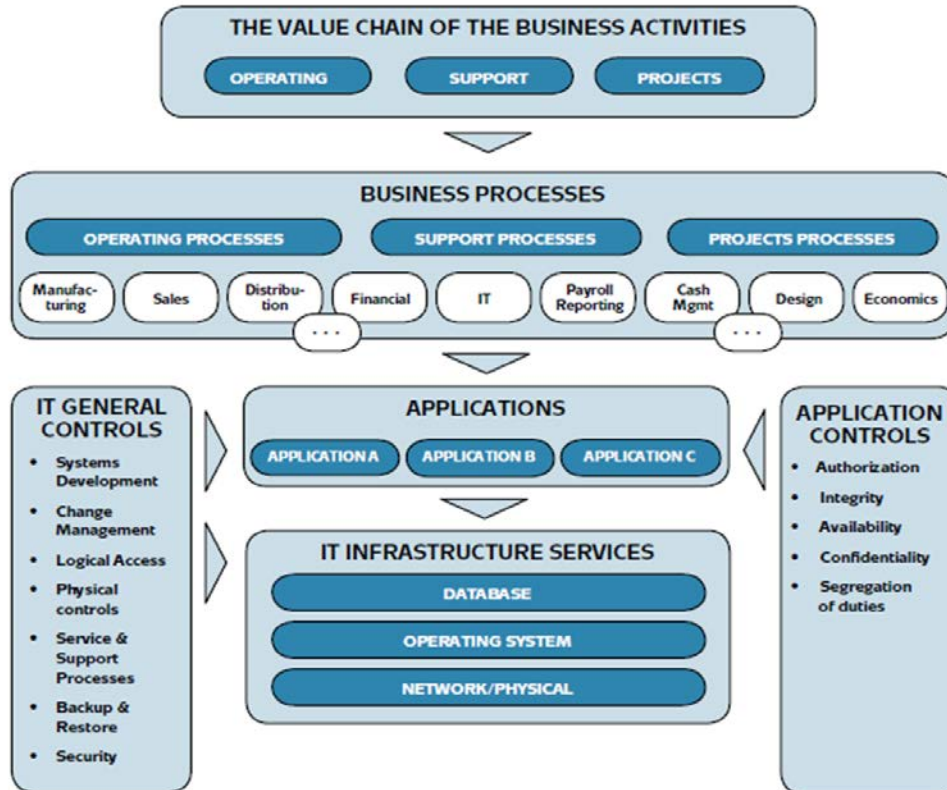 THE VALUE CHAIN OF THE BUSINESS ACTIVITIES
OPERATING
SUPPORT
PROJECTS
BUSINESS PROCESSES
OPERATING PROCESSES
SUPPORT PROCESSES
PROJECTS PROCESSES
Manufac-
turing
Sales
Distribu-
tion
Financial
IT
Payroll
Reporting
Cash
Mgmt
Design
Economics
...
...
IT GENERAL
CONTROLS
• Systems
Development
• Change
Management
• Logical Access
• Physical
controls
• Service &
Support
Processes
• Backup &
Restore
• Security
APPLICATIONS
APPLICATION A
APPLICATION B
APPLICATION C
IT INFRASTRUCTURE SERVICES
DATABASE
OPERATING SYSTEM
NETWORK/PHYSICAL
APPLICATION
CONTROLS
• Authorization
• Integrity
• Availability
• Confidentiality
• Segregation
of duties